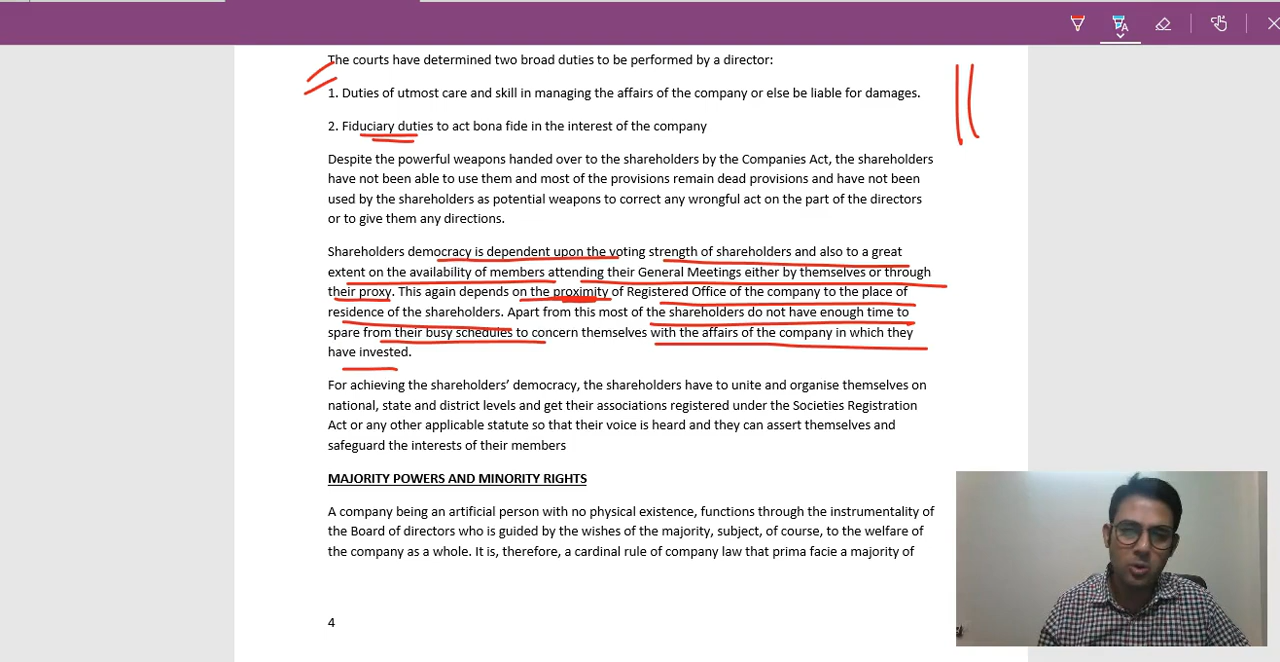 The courts have determined two broad duties to be performed by a director:
1. Duties of utmost care and skill in managing the affairs of the company or else be liable for damages.
2. Fiduciary duties to act bona fide in the interest of the company
Despite the powerful weapons handed over to the shareholders by the Companies Act, the shareholders
have not been able to use them and most of the provisions remain dead provisions and have not been
used by the shareholders as potential weapons to correct any wrongful act on the part of the directors
or to give them any directions.
Shareholders democracy is dependent upon the voting strength of shareholders and also to a great
extent on the availability of members attending their General Meetings either by themselves or through
their proxy. This again depends on the proximity of Registered Office of the company to the place of
residence of the shareholders. Apart from this most of the shareholders do not have enough time to
spare from their busy schedules to concern themselves with the affairs of the company in which they
have invested.
For achieving the shareholders’ democracy, the shareholders have to unite and organise themselves on
national, state and district levels and get their associations registered under the Societies Registration
Act or any other applicable statute so that their voice is heard and they can assert themselves and
safeguard the interests of their members
MAJORITY POWERS AND MINORITY RIGHTS
A company being an artificial person with no physical existence, functions through the instrumentality of
the Board of directors who is guided by the wishes of the majority, subject, of course, to the welfare of
the company as a whole. It is, therefore, a cardinal rule of company law that prima facie a majority of
4